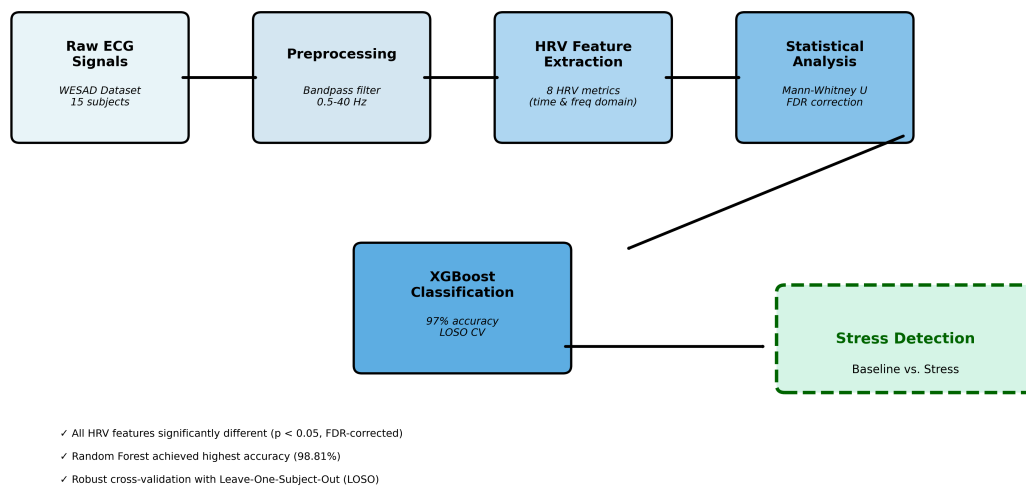 Raw ECG
Signals
WESAD Dataset
15 subjects
Preprocessing
Bandpass filter
0.5-40 Hz
HRV Feature
Extraction
8 HRV metrics
(time & freq domain)
Statistical
Analysis
Mann-Whitney U
FDR correction
XGBoost
Classification
97% accuracy
LOSO CV
Stress Detection
Baseline vs. Stress
✓ All HRV features significantly different (p < 0.05, FDR-corrected)
✓ Random Forest achieved highest accuracy (98.81%)
✓ Robust cross-validation with Leave-One-Subject-Out (LOSO)